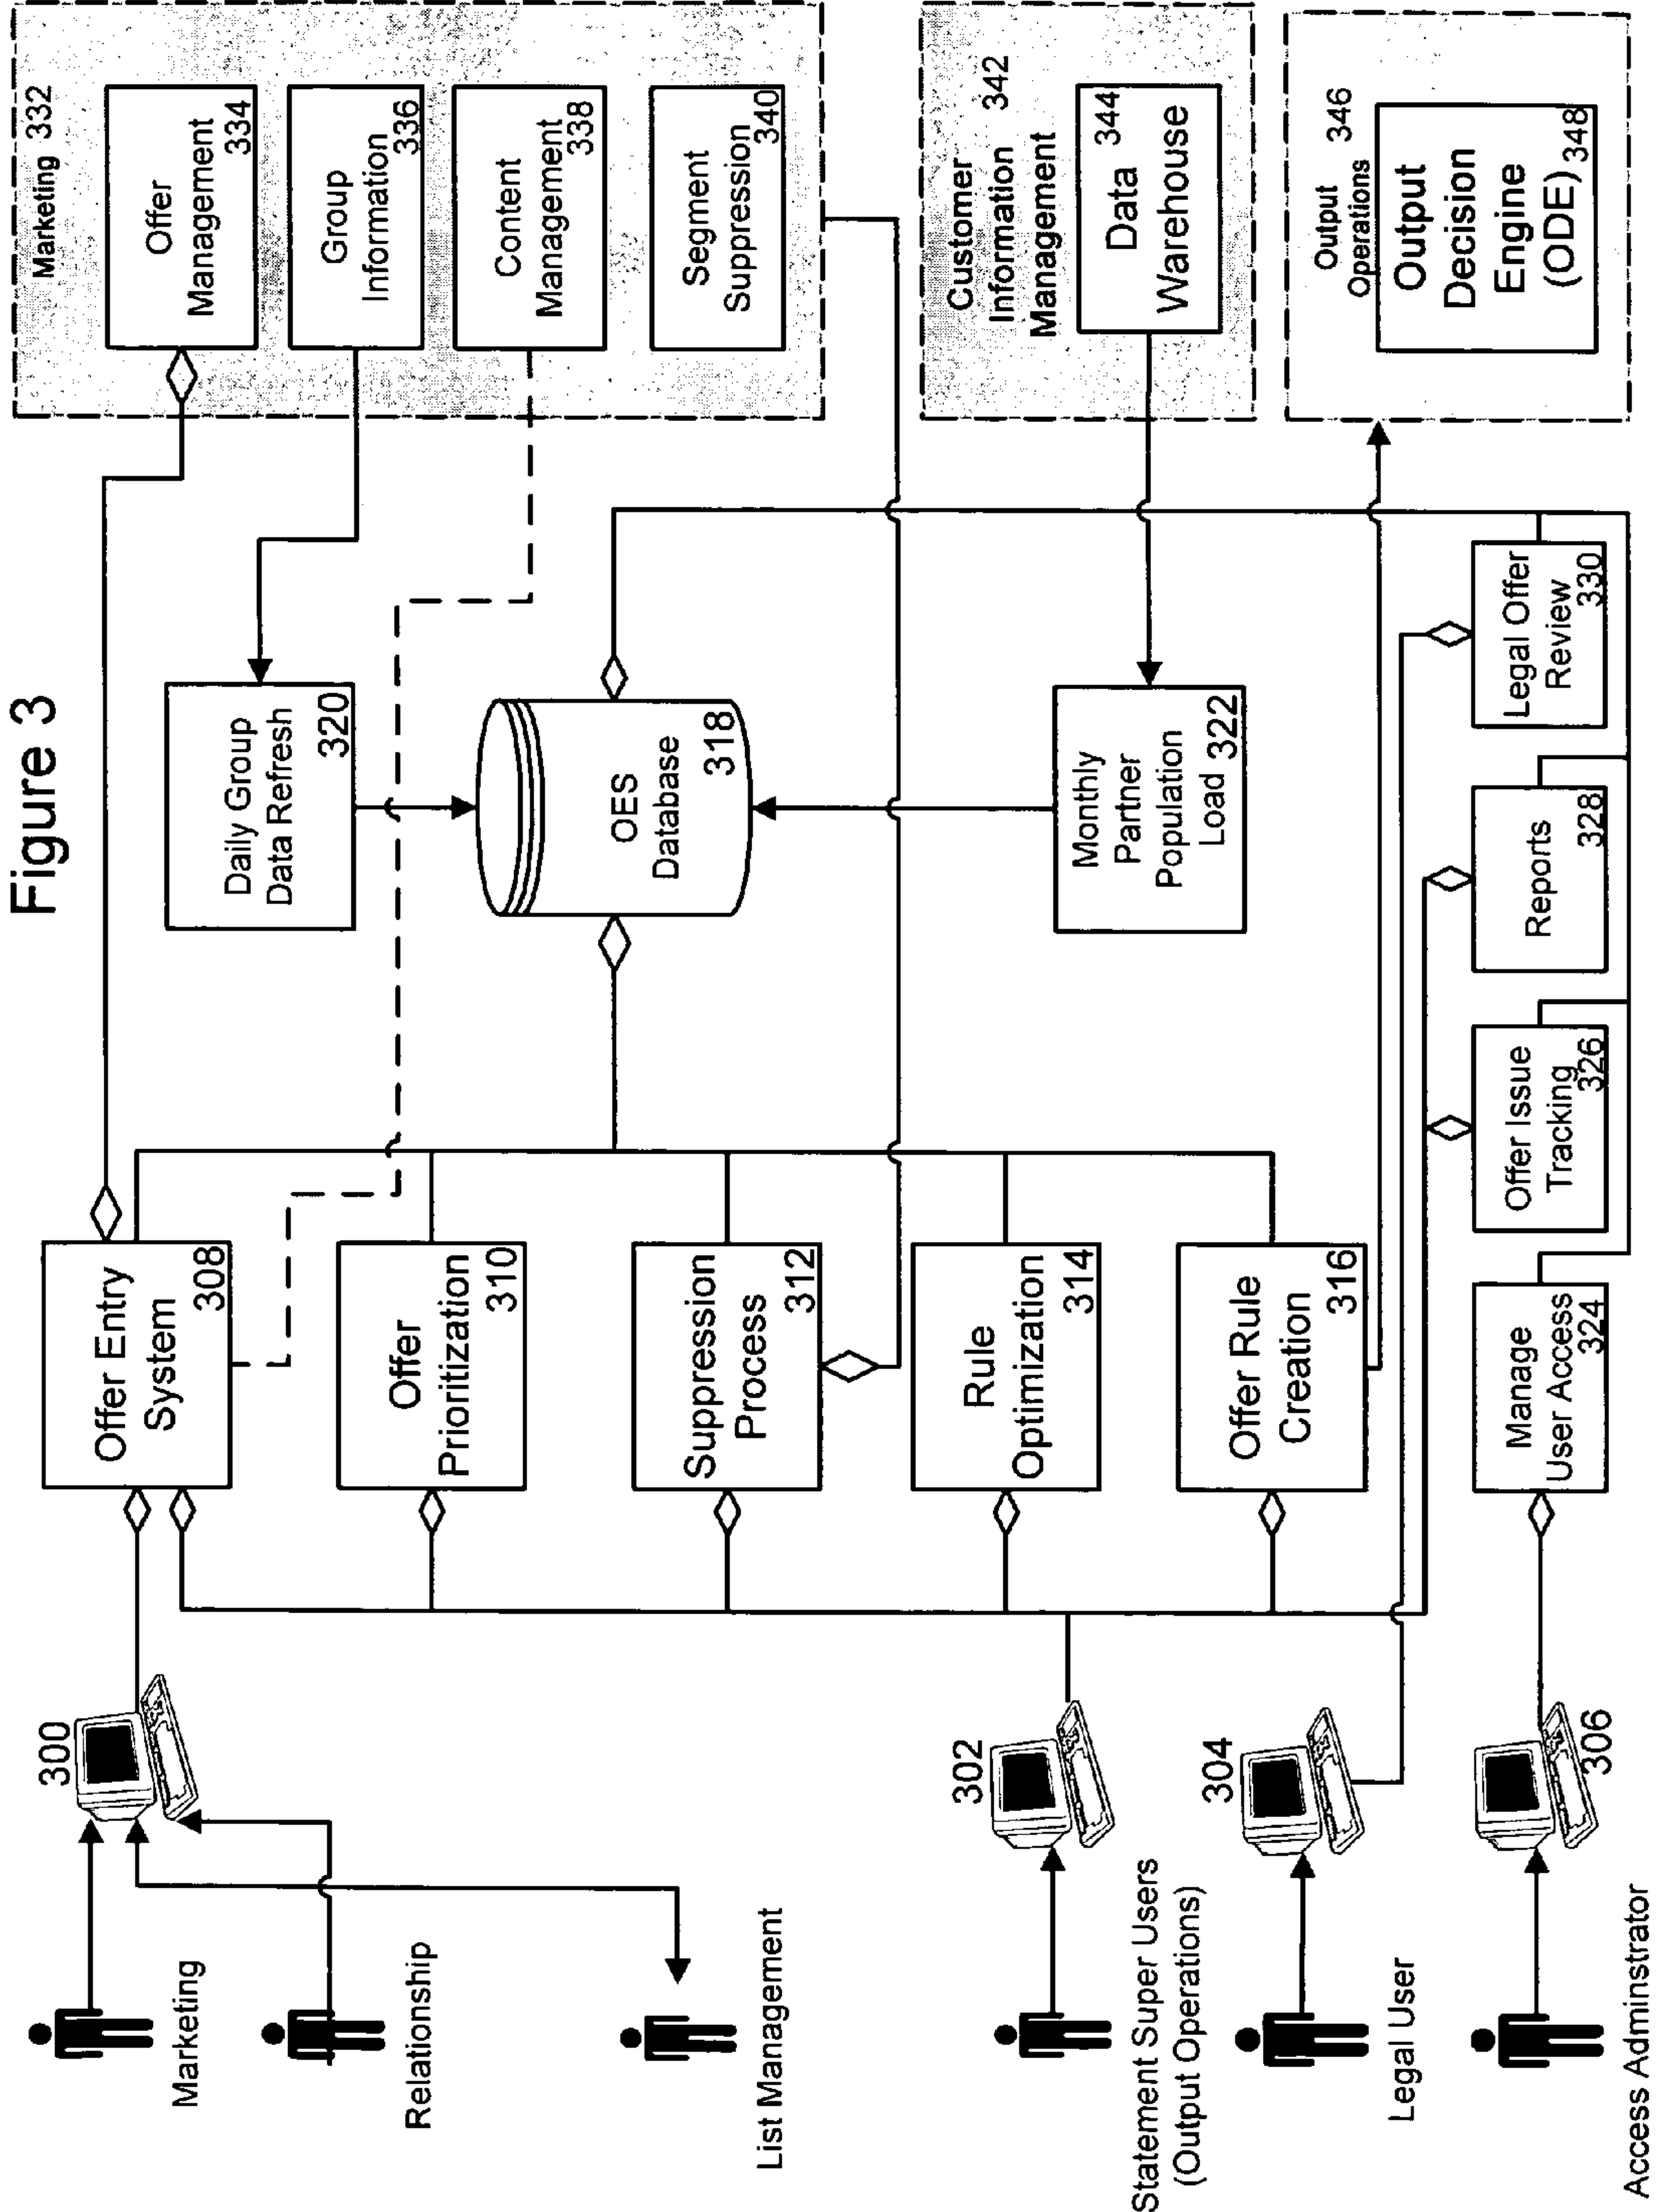 Figure 3
300
Marketing
Relationship
List Management
302
Statement Super Users
(Output Operations)
304
Legal User
306
Access Adminstrator
Offer Entry
System
308
Offer
Prioritization
310
Suppression
Process
312
Rule
Optimization
314
Offer Rule
Creation
316
Manage
User Access
324
Offer Issue
Tracking
326
Reports
328
Legal Offer
Review
330
Daily Group
Data Refresh
320
OES
Database
318
Monthly
Partner
Population
Load 322
Marketing 332
Offer
Management
334
Group
Information
336
Content
Management
338
Segment
Suppression
340
Customer
Information 342
Management
Data 344
Warehouse
Output 346
Operations
Output
Decision
Engine
(ODE) 348